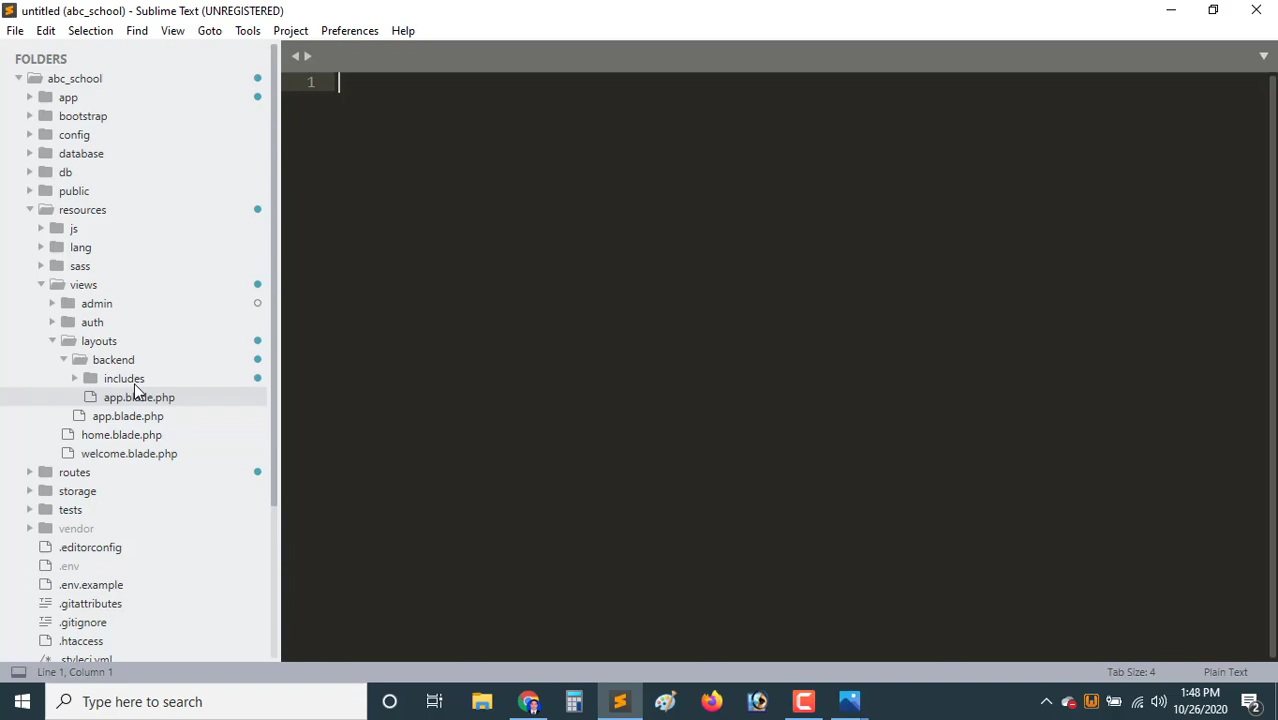 untitled (abc_school) - Sublime Text (UNREGISTERED)
File Edit Selection Find View Goto Tools Project Preferences Help
FOLDERS
abc_school
app
bootstrap
config
database
db
public
resources
js
lang
sass
views
admin
auth
layouts
backend
includes
app.blade.php
app.blade.php
home.blade.php
welcome.blade.php
routes
storage
tests
vendor
.editorconfig
.env
.env.example
.gitattributes
.gitignore
.htaccess
.styleci.yml
1
Line 1, Column 1
Tab Size: 4
Plain Text
Type here to search
1:48 PM
10/26/2020
2